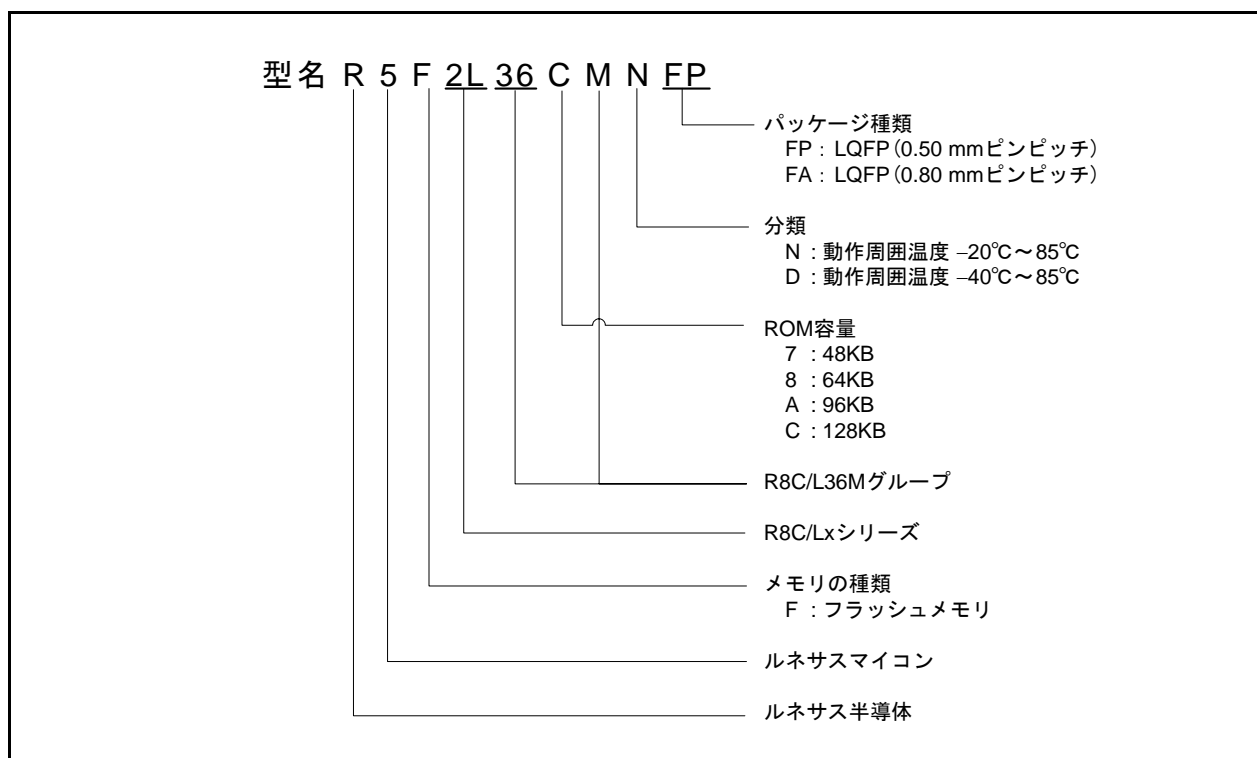 型名 R 5 F 2L 36 C M N FP
パッケージ種類
FP : LQFP(0.50 mmピンピッチ)
FA : LQFP(0.80 mmピンピッチ)
分類
N : 動作周囲温度 –20℃～85℃
D : 動作周囲温度 –40℃～85℃
ROM容量
7 : 48KB
8 : 64KB
A : 96KB
C : 128KB
R8C/L36Mグループ
R8C/Lxシリーズ
メモリの種類
F : フラッシュメモリ
ルネサスマイコン
ルネサス半導体